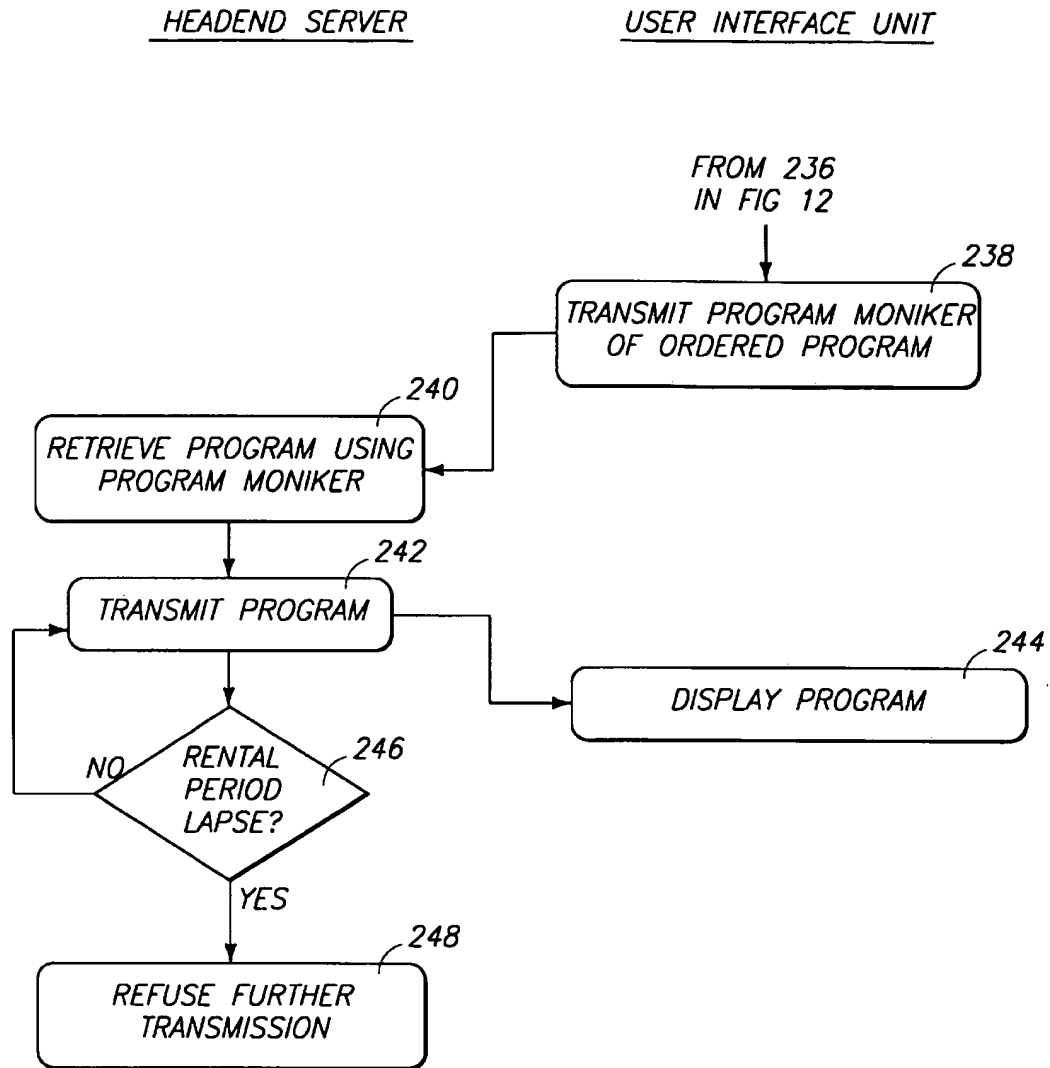 HEADEND SERVER
USER INTERFACE UNIT
FROM 236
IN FIG 12
238
TRANSMIT PROGRAM MONIKER
OF ORDERED PROGRAM
240
RETRIEVE PROGRAM USING
PROGRAM MONIKER
242
TRANSMIT PROGRAM
244
DISPLAY PROGRAM
246
NO
RENTAL
PERIOD
LAPSE?
YES
248
REFUSE FURTHER
TRANSMISSION